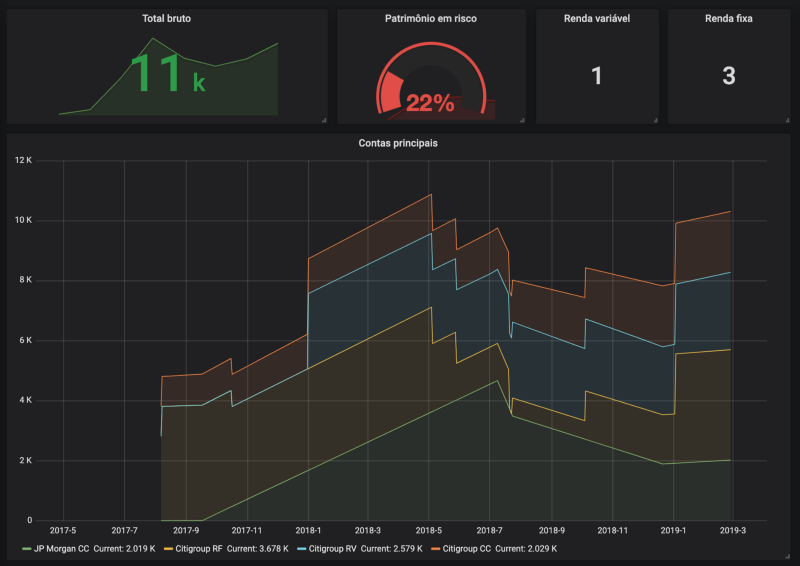 Total bruto
Patrimônio em risco
Renda variável
Renda fixa
11 k
22%
1
3
Contas principais
12 K
10 K
8 K
6 K
4 K
2 K
0
2017-5 2017-7 2017-9 2017-11 2018-1 2018-3 2018-5 2018-7 2018-9 2018-11 2019-1 2019-3
JP Morgan CC Current: 2.019 K Citigroup RF Current: 3.678 K Citigroup RV Current: 2.579 K Citigroup CC Current: 2.029 K